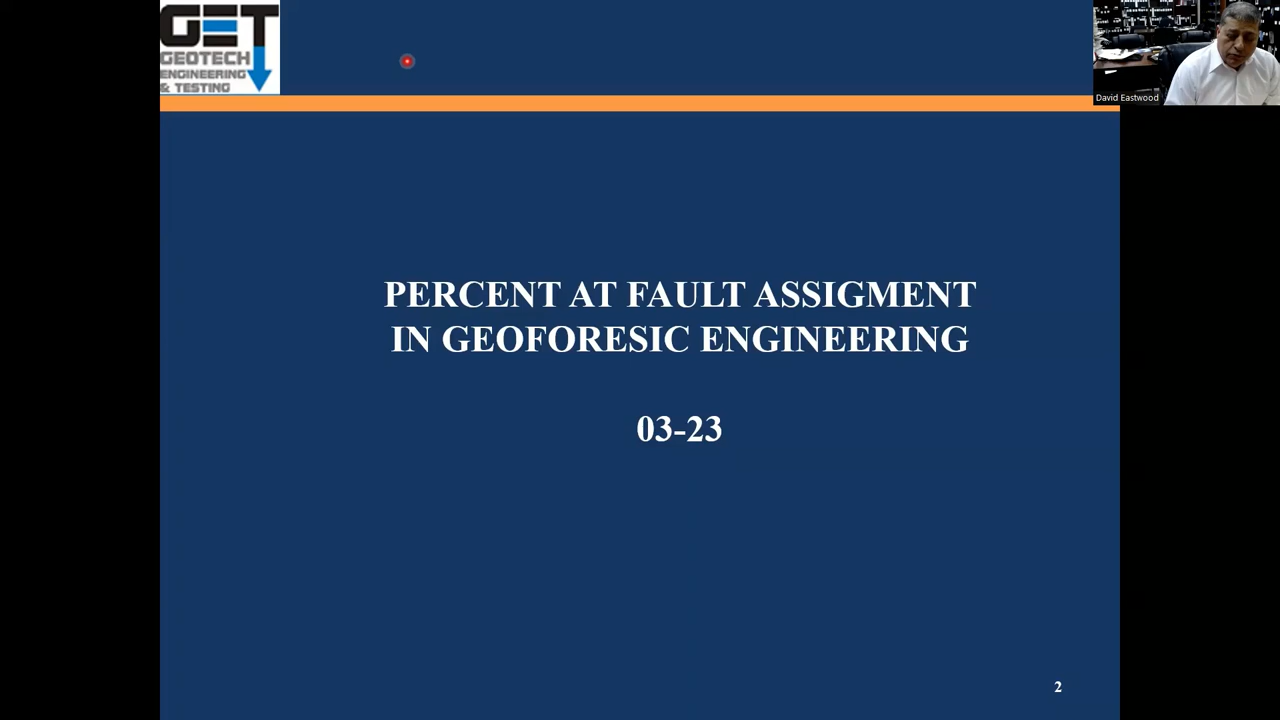 GET
GEOTECH
ENGINEERING
& TESTING
David Eastwood
PERCENT AT FAULT ASSIGMENT
IN GEOFORESIC ENGINEERING
03-23
2